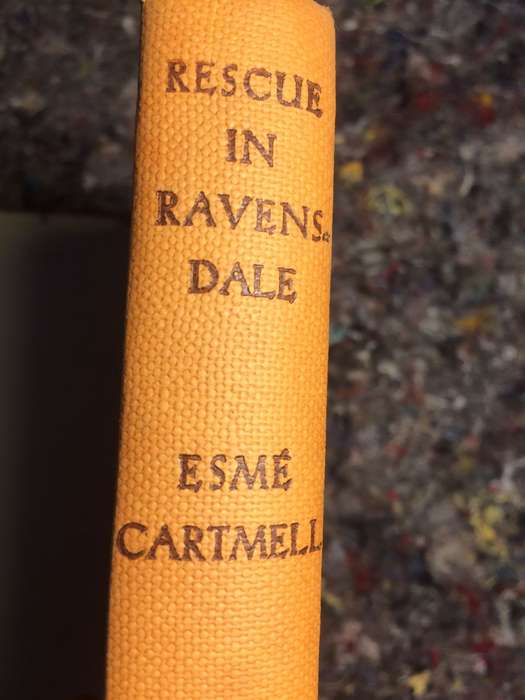 RESCUE
IN
RAVENS-
DALE
ESMÉ
CARTMELL